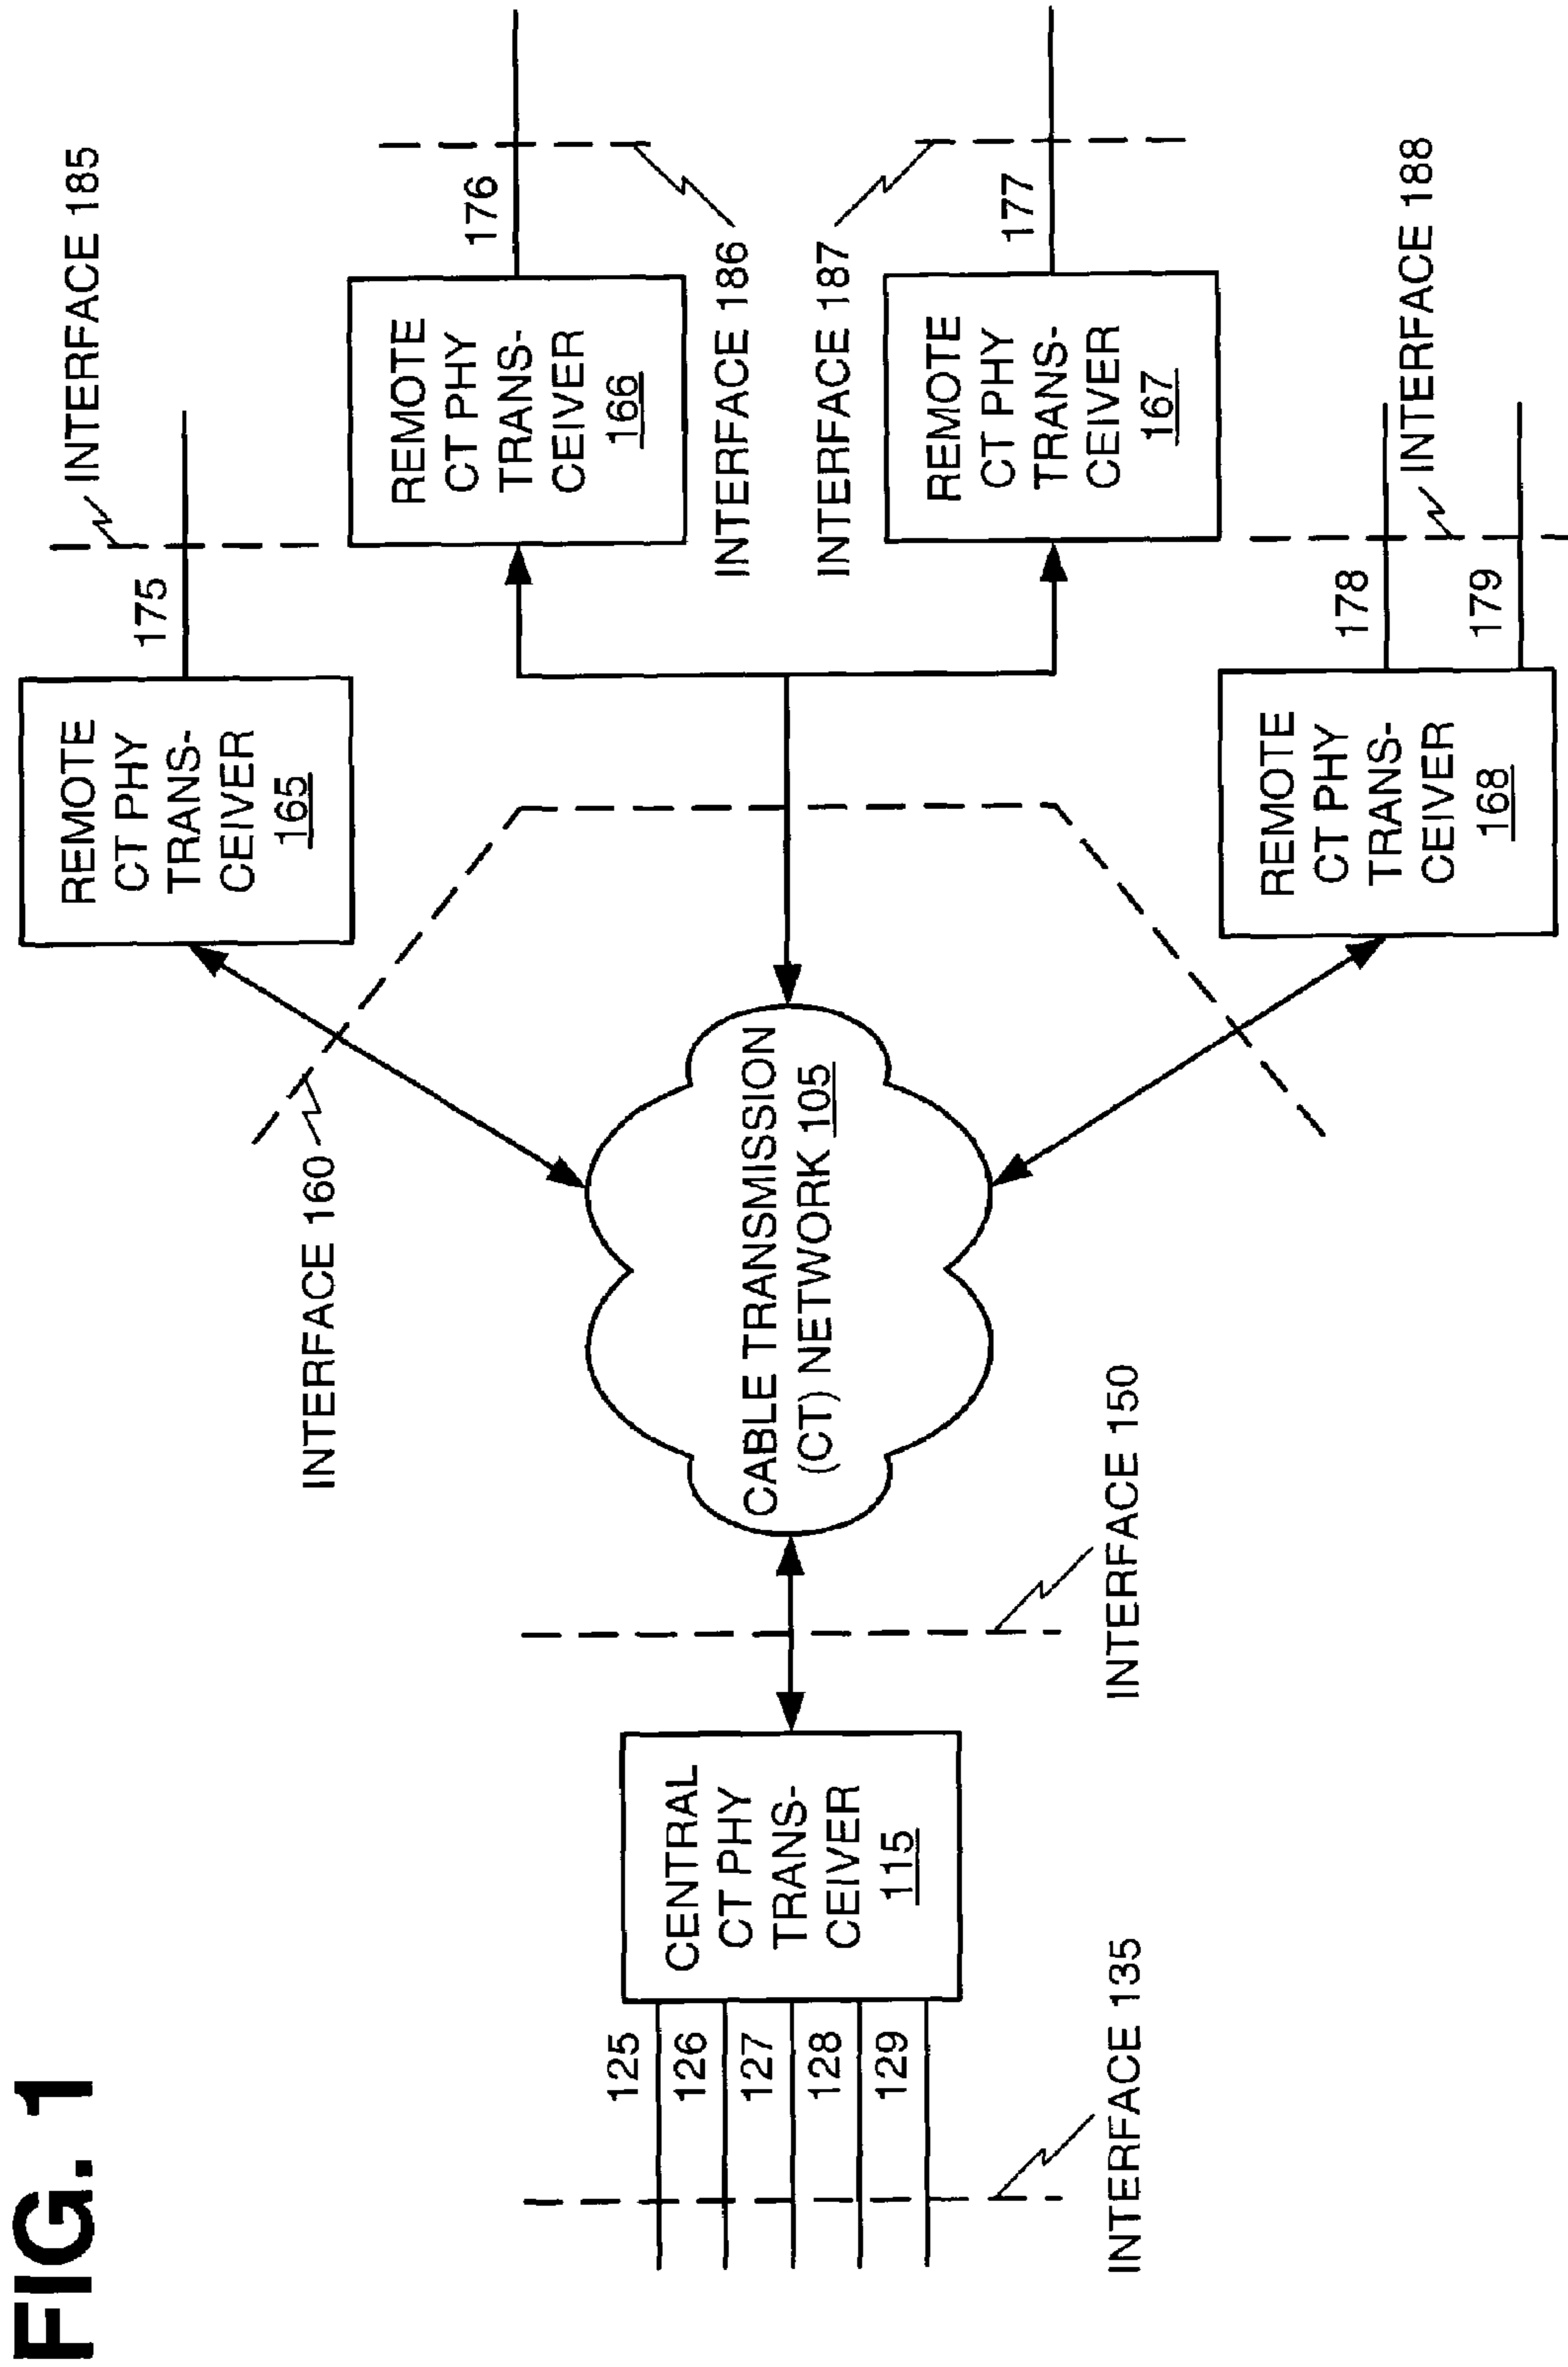 FIG. 1
INTERFACE 185
175
REMOTE
CT PHY
TRANS-
CEIVER
165
176
REMOTE
CT PHY
TRANS-
CEIVER
166
INTERFACE 160
INTERFACE 186
INTERFACE 187
125
126
127
128
129
CENTRAL
CT PHY
TRANS-
CEIVER
115
CABLE TRANSMISSION
(CT) NETWORK 105
177
REMOTE
CT PHY
TRANS-
CEIVER
167
INTERFACE 135
INTERFACE 150
REMOTE
CT PHY
TRANS-
CEIVER
168
178
179
INTERFACE 188